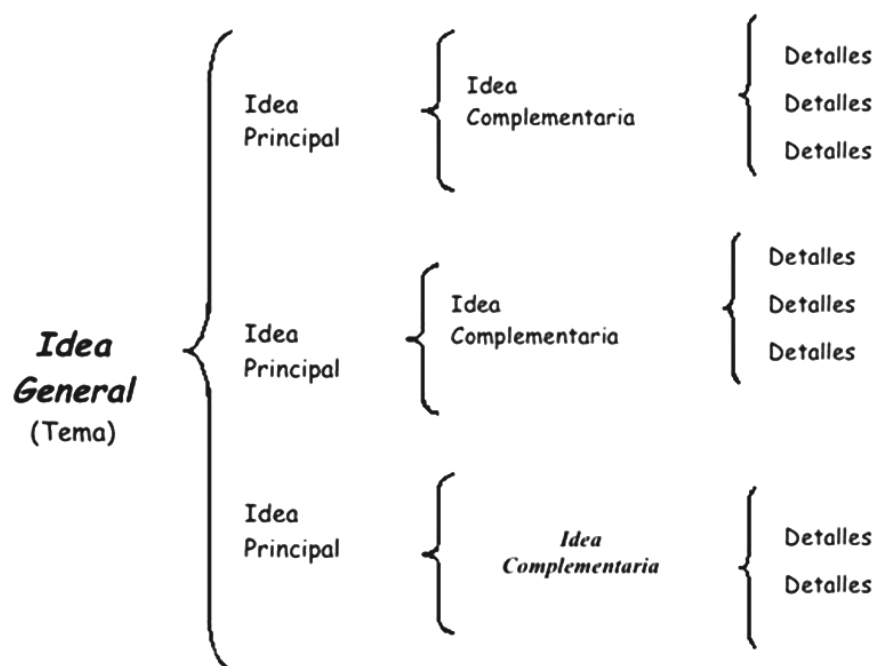 Idea
General
(Tema)
Idea
Principal
Idea
Complementaria
Detalles
Detalles
Detalles
Idea
Principal
Idea
Complementaria
Detalles
Detalles
Detalles
Idea
Principal
Idea
Complementaria
Detalles
Detalles